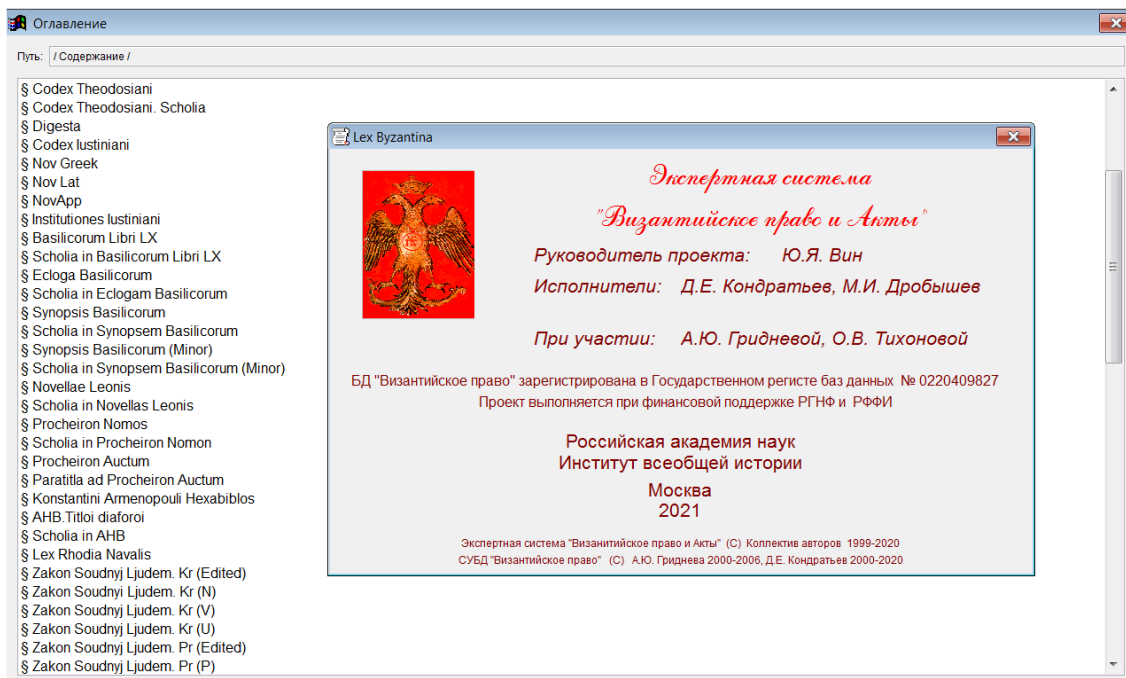 Оглавление
Путь: / Содержание /
§ Codex Theodosiani
§ Codex Theodosiani. Scholia
§ Digesta
§ Codex Iustiniani
§ Nov Greek
§ Nov Lat
§ NovApp
§ Institutiones Iustiniani
§ Basilicorum Libri LX
§ Scholia in Basilicorum Libri LX
§ Ecloga Basilicorum
§ Scholia in Eclogam Basilicorum
§ Synopsis Basilicorum
§ Scholia in Synopsem Basilicorum
§ Synopsis Basilicorum (Minor)
§ Scholia in Synopsem Basilicorum (Minor)
§ Novellae Leonis
§ Scholia in Novellas Leonis
§ Procheiron Nomos
§ Scholia in Procheiron Nomon
§ Procheiron Auctum
§ Paratitla ad Procheiron Auctum
§ Konstantini Armenopouli Hexabiblos
§ AHB.Titloi diaforoi
§ Scholia in AHB
§ Lex Rhodia Navalis
§ Zakon Soudnyj Ljudem. Kr (Edited)
§ Zakon Soudnyi Ljudem. Kr (N)
§ Zakon Soudnyj Ljudem. Kr (V)
§ Zakon Soudnyj Ljudem. Kr (U)
§ Zakon Soudnyj Ljudem. Pr (Edited)
§ Zakon Soudnyj Ljudem. Pr (P)
Lex Byzantina
Экспертная система
"Византийское право и Акты"
Руководитель проекта: Ю.Я. Вин
Исполнители: Д.Е. Кондратьев, М.И. Дробышев
При участии: А.Ю. Гридневой, О.В. Тихоновой
БД "Византийское право" зарегистрирована в Государственном регисте баз данных № 0220409827
Проект выполняется при финансовой поддержке РГНФ и РФФИ
Российская академия наук
Институт всеобщей истории
Москва
2021
Экспертная система "Византийское право и Акты" (С) Коллектив авторов 1999-2020
СУБД "Византийское право" (С) А.Ю. Гриднева 2000-2006, Д.Е. Кондратьев 2000-2020